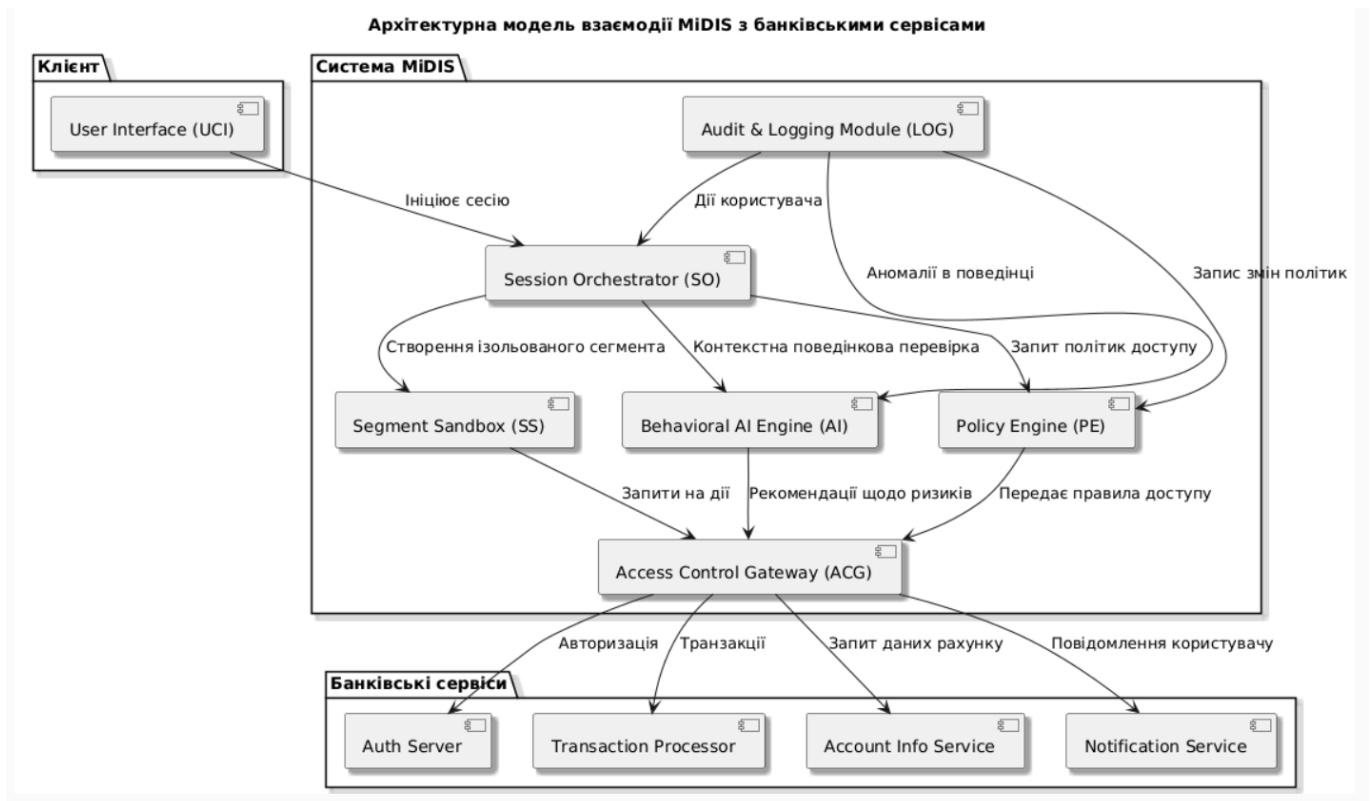 Архітектурна модель взаємодії MiDIS з банківськими сервісами
Клієнт
Система MiDIS
User Interface (UCI)
Audit & Logging Module (LOG)
Ініціює сесію
Дії користувача
Session Orchestrator (SO)
Аномалії в поведінці
Запис змін політик
Створення ізольованого сегмента
Контекстна поведінкова перевірка
Запит політик доступу
Segment Sandbox (SS)
Behavioral AI Engine (AI)
Policy Engine (PE)
Запити на дії
Рекомендації щодо ризиків
Передає правила доступу
Access Control Gateway (ACG)
Авторизація
Транзакції
Запит даних рахунку
Повідомлення користувачу
Банківські сервіси
Auth Server
Transaction Processor
Account Info Service
Notification Service